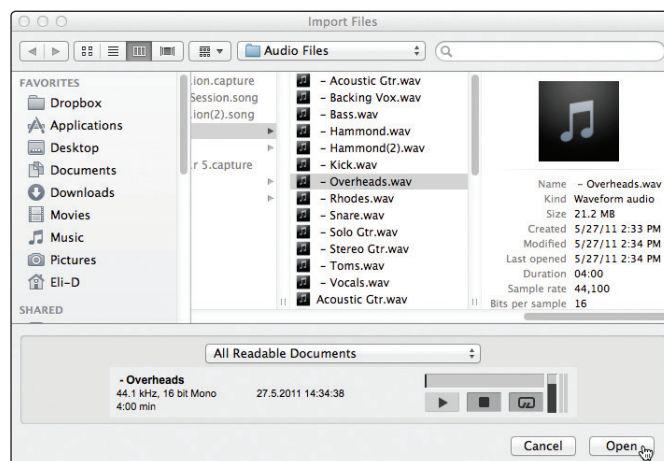 Import Files
Audio Files
FAVORITES
Dropbox
Applications
Desktop
Documents
Downloads
Movies
Music
Pictures
Eli-D
SHARED
ion.capture
Session.song
ion(2).song
r 5.capture
– Acoustic Gtr.wav
– Backing Vox.wav
– Bass.wav
– Hammond.wav
– Hammond(2).wav
– Kick.wav
– Overheads.wav
– Rhodes.wav
– Snare.wav
– Solo Gtr.wav
– Stereo Gtr.wav
– Toms.wav
– Vocals.wav
Acoustic Gtr.wav
Name – Overheads.wav
Kind Waveform audio
Size 21.2 MB
Created 5/27/11 2:33 PM
Modified 5/27/11 2:34 PM
Last opened 5/27/11 2:34 PM
Duration 04:00
Sample rate 44,100
Bits per sample 16
All Readable Documents
- Overheads
44.1 kHz, 16 bit Mono 27.5.2011 14:34:38
4:00 min
Cancel Open